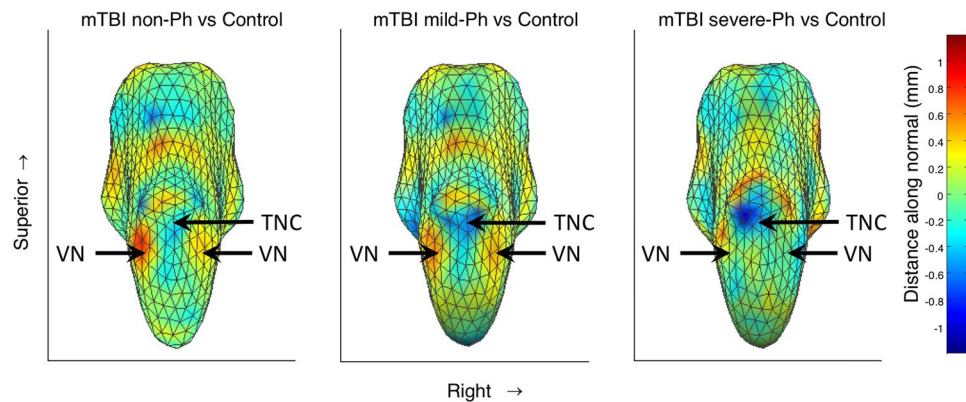 mTBI non-Ph vs Control
mTBI mild-Ph vs Control
mTBI severe-Ph vs Control
Superior →
TNC
VN
VN
TNC
VN
VN
TNC
VN
VN
Right →
1
0.8
0.6
0.4
0.2
0
-0.2
-0.4
-0.6
-0.8
-1
Distance along normal (mm)